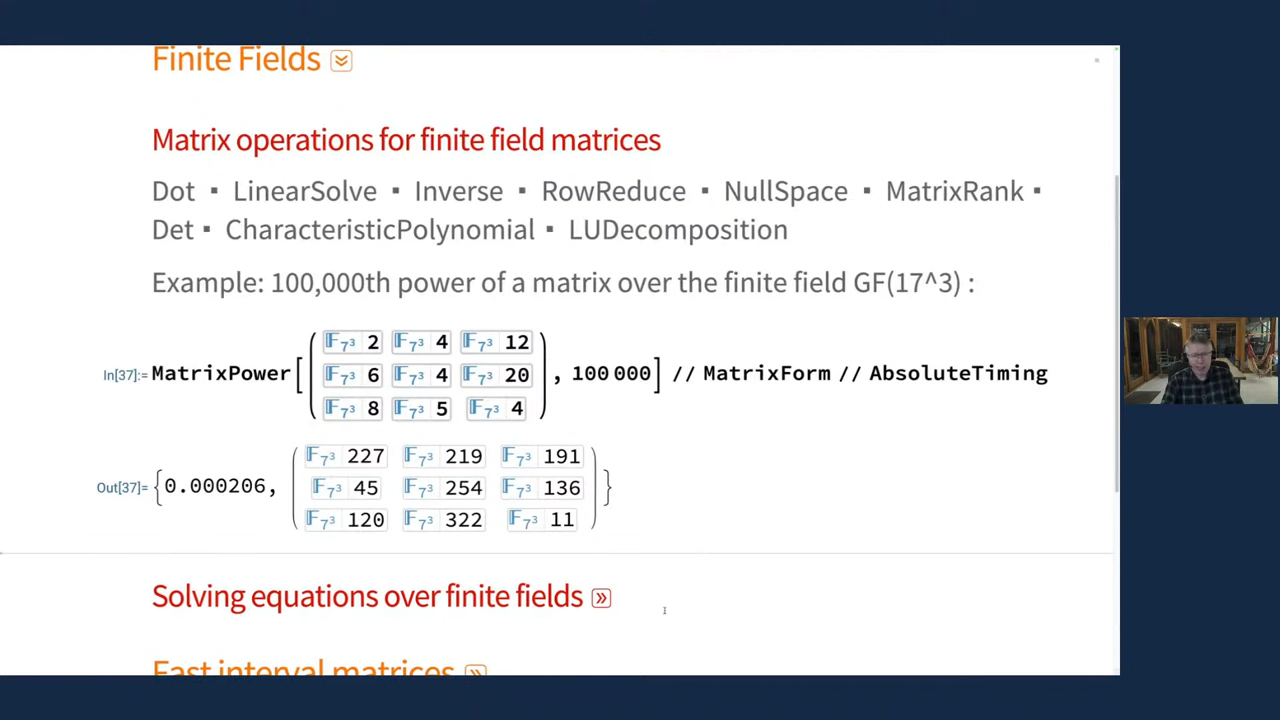 Finite Fields
Matrix operations for finite field matrices
Dot ▪ LinearSolve ▪ Inverse ▪ RowReduce ▪ NullSpace ▪ MatrixRank ▪
Det ▪ CharacteristicPolynomial ▪ LUDecomposition
Example: 100,000th power of a matrix over the finite field GF(17^3) :
𝔽₇³ 2 𝔽₇³ 4 𝔽₇³ 12
In[37]:= MatrixPower[( 𝔽₇³ 6 𝔽₇³ 4 𝔽₇³ 20 ), 100 000] // MatrixForm // AbsoluteTiming
𝔽₇³ 8 𝔽₇³ 5 𝔽₇³ 4
𝔽₇³ 227 𝔽₇³ 219 𝔽₇³ 191
Out[37]= {0.000206, ( 𝔽₇³ 45 𝔽₇³ 254 𝔽₇³ 136 )}
𝔽₇³ 120 𝔽₇³ 322 𝔽₇³ 11
Solving equations over finite fields
Fast interval matrices